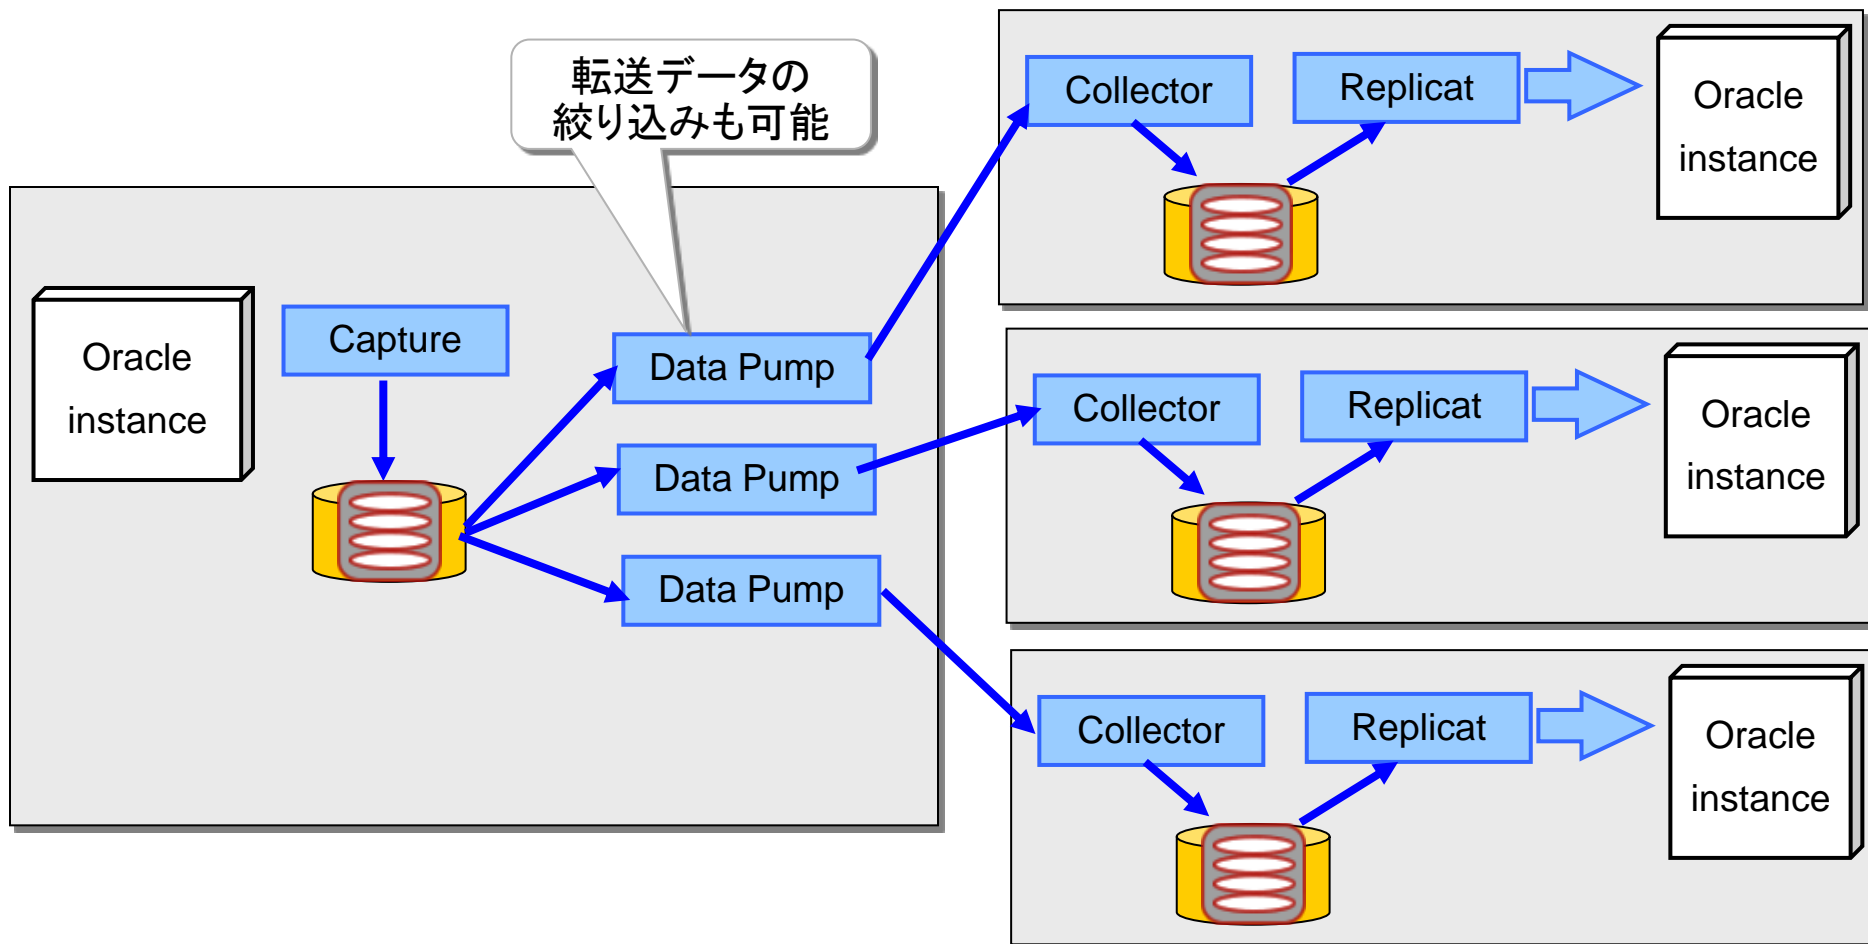 転送データの
絞り込みも可能
Oracle
instance
Capture
Data Pump
Data Pump
Data Pump
Collector
Replicat
Oracle
instance
Collector
Replicat
Oracle
instance
Collector
Replicat
Oracle
instance